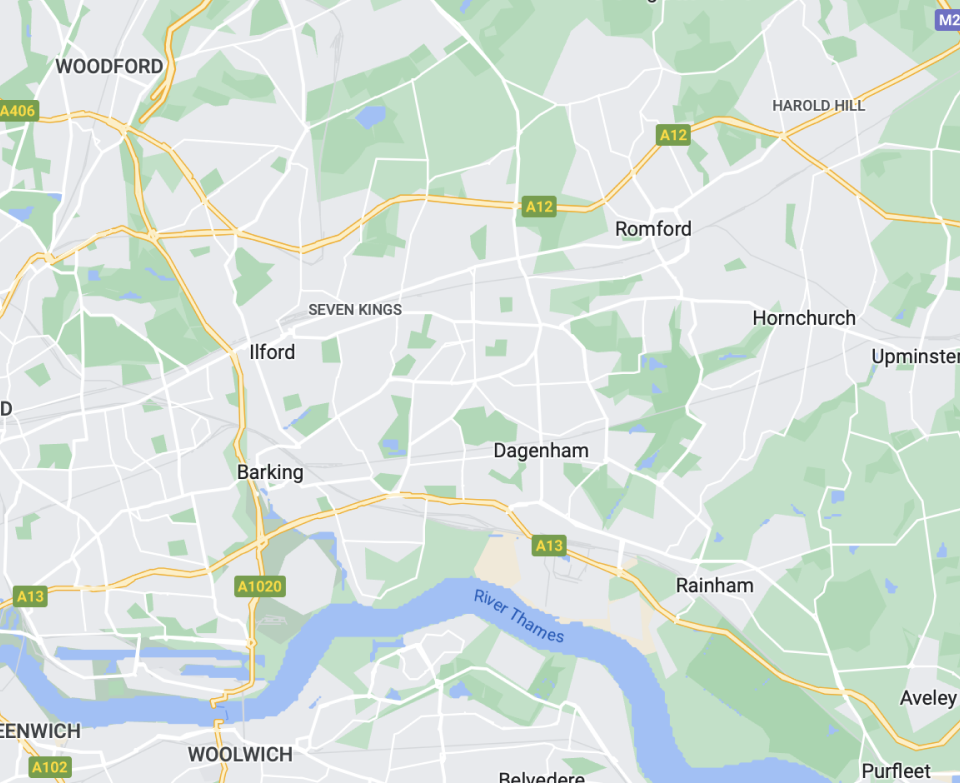 M2
WOODFORD
A406
HAROLD HILL
A12
A12
Romford
SEVEN KINGS
Hornchurch
Ilford
Upminster
D
Dagenham
Barking
A13
A1020
Rainham
A13
River Thames
Aveley
EENWICH
WOOLWICH
A102
Purfleet
Belvedere